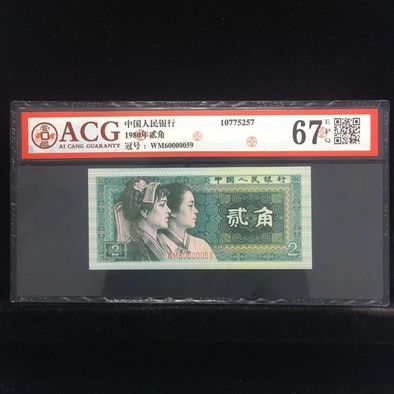 ACG
AI CANG GUARANTY
中国人民银行
1980年贰角
冠号：WM60000059
10775257
67
EPQ
中国人民银行
贰角
WM60000059
2
2